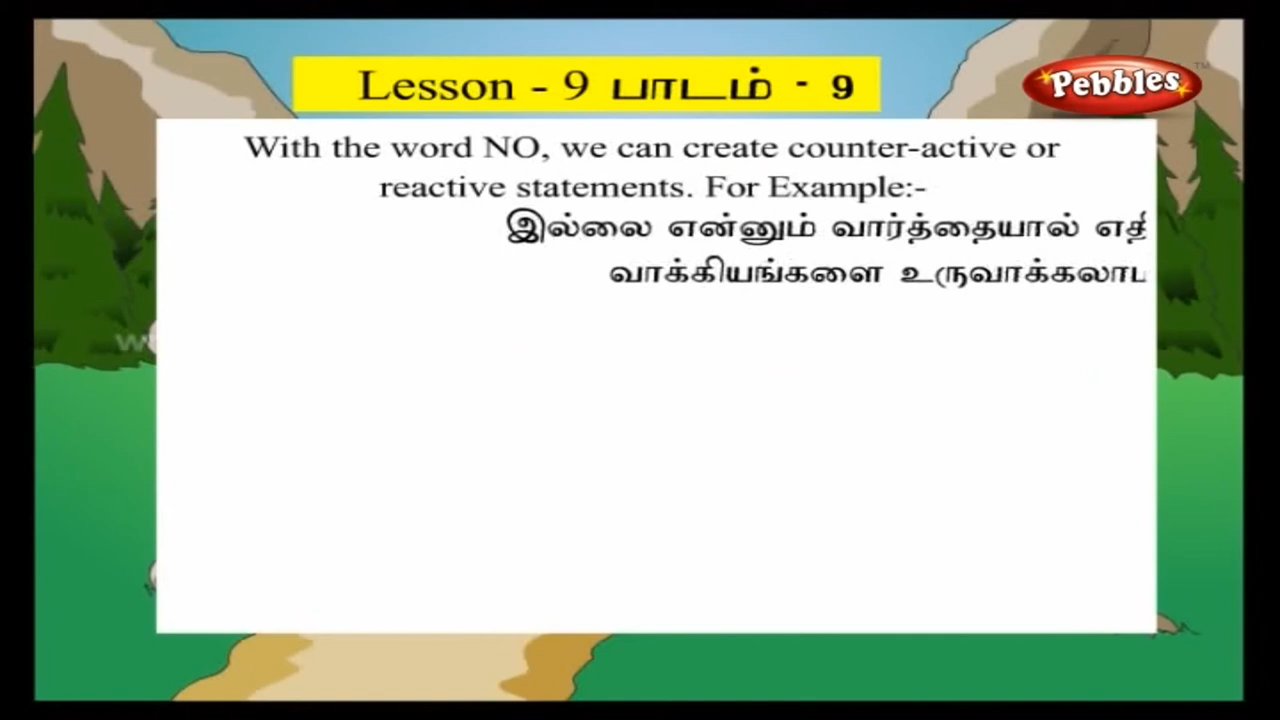 Lesson - 9 பாடம் - 9
Pebbles™
With the word NO, we can create counter-active or
reactive statements. For Example:-
இல்லை என்னும் வார்த்தையால்
வாக்கியங்களை